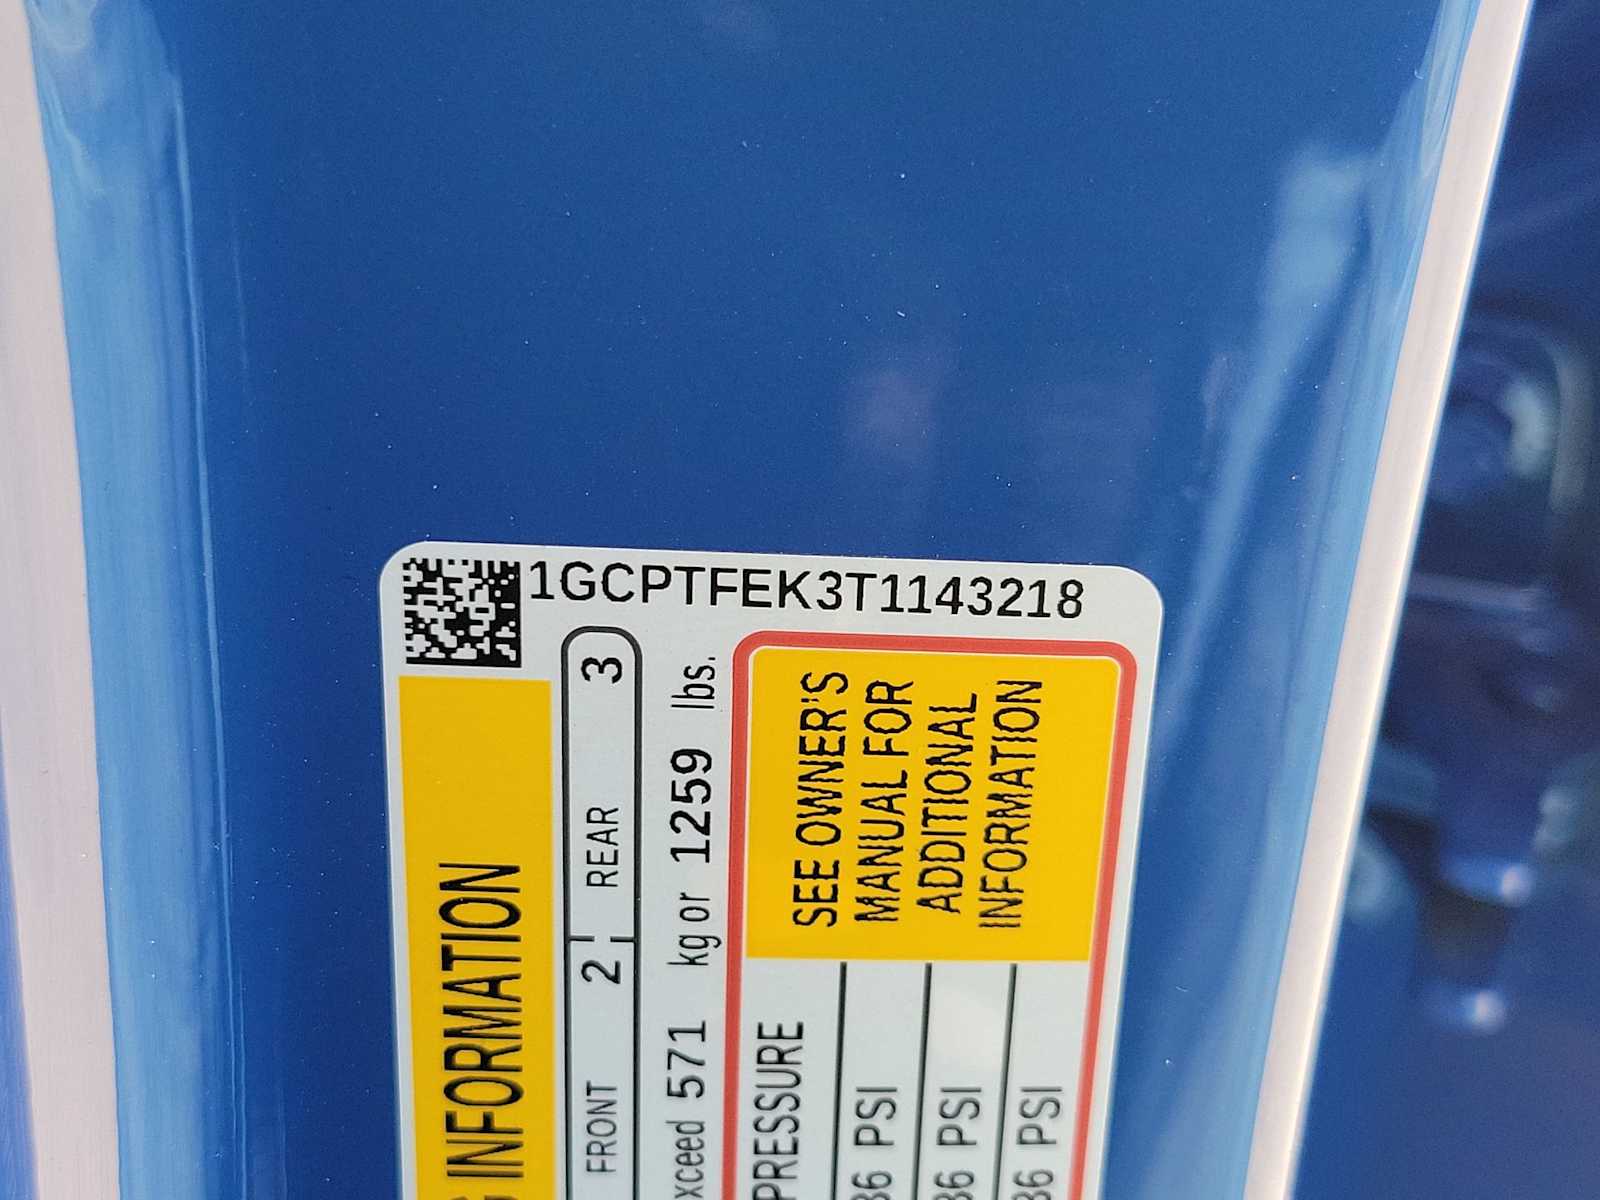 1GCPTFEK3T1143218
INFORMATION
FRONT 2 REAR 3
571 kg or 1259 lbs.
PRESSURE
PSI
PSI
PSI
SEE OWNER'S
MANUAL FOR
ADDITIONAL
INFORMATION